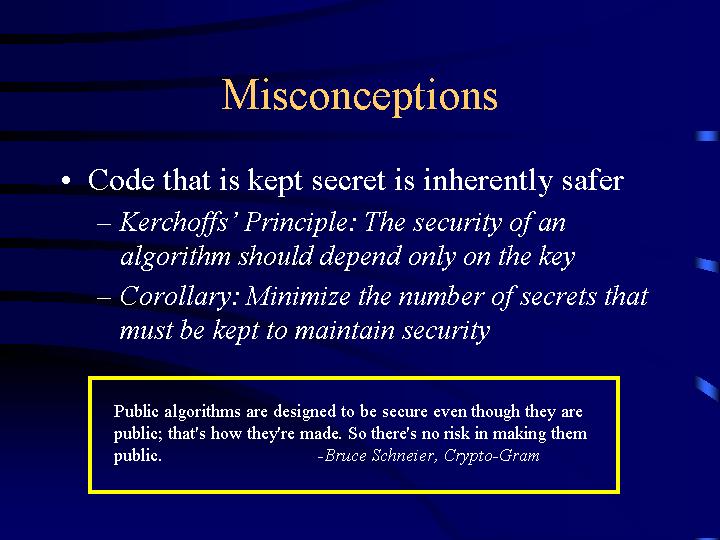 Misconceptions
• Code that is kept secret is inherently safer
– Kerchoffs’ Principle: The security of an
algorithm should depend only on the key
– Corollary: Minimize the number of secrets that
must be kept to maintain security
Public algorithms are designed to be secure even though they are
public; that's how they're made. So there's no risk in making them
public. -Bruce Schneier, Crypto-Gram